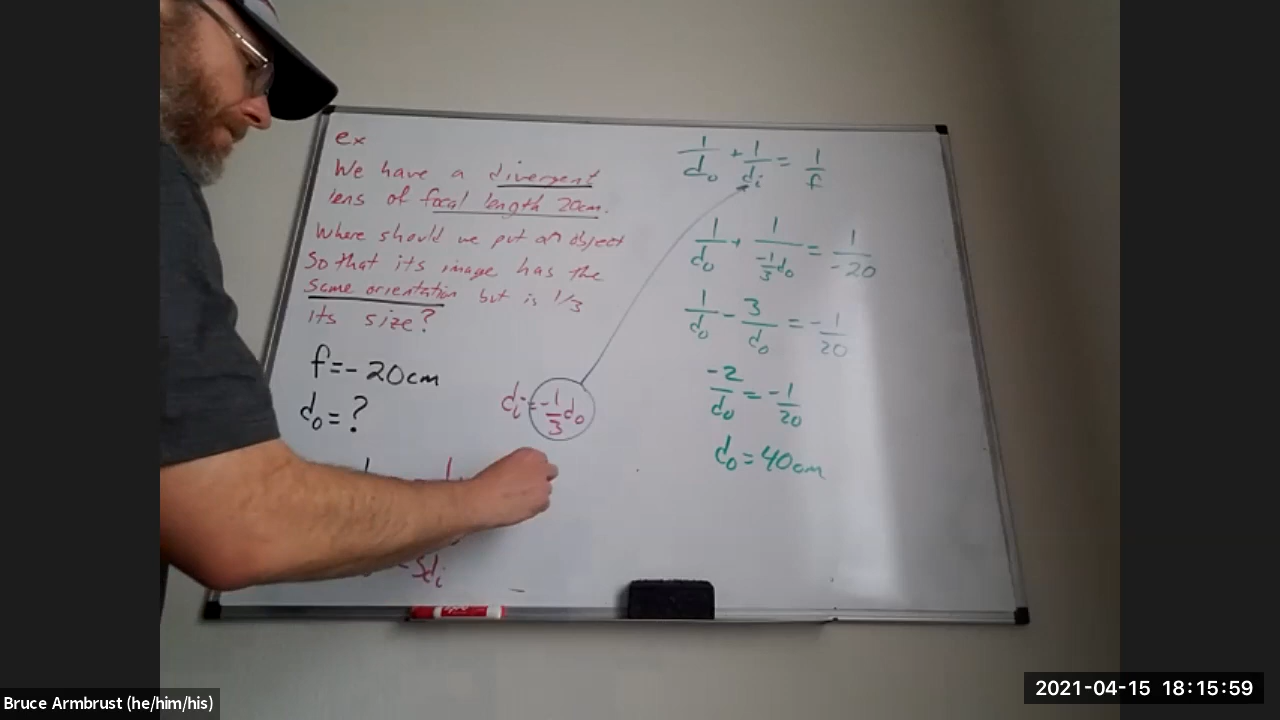 ex
We have a divergent
lens of focal length 20cm.
Where should we put an object
so that its image has the
same orientation but is 1/3
its size?
f = -20cm
d₀ = ?
dᵢ = -1/3 d₀
3dᵢ
1/d₀ + 1/dᵢ = 1/f
1/d₀ + 1/(-1/3 d₀) = 1/-20
1/d₀ - 3/d₀ = -1/20
-2/d₀ = -1/20
d₀ = 40cm
Bruce Armbrust (he/him/his)
2021-04-15 18:15:59